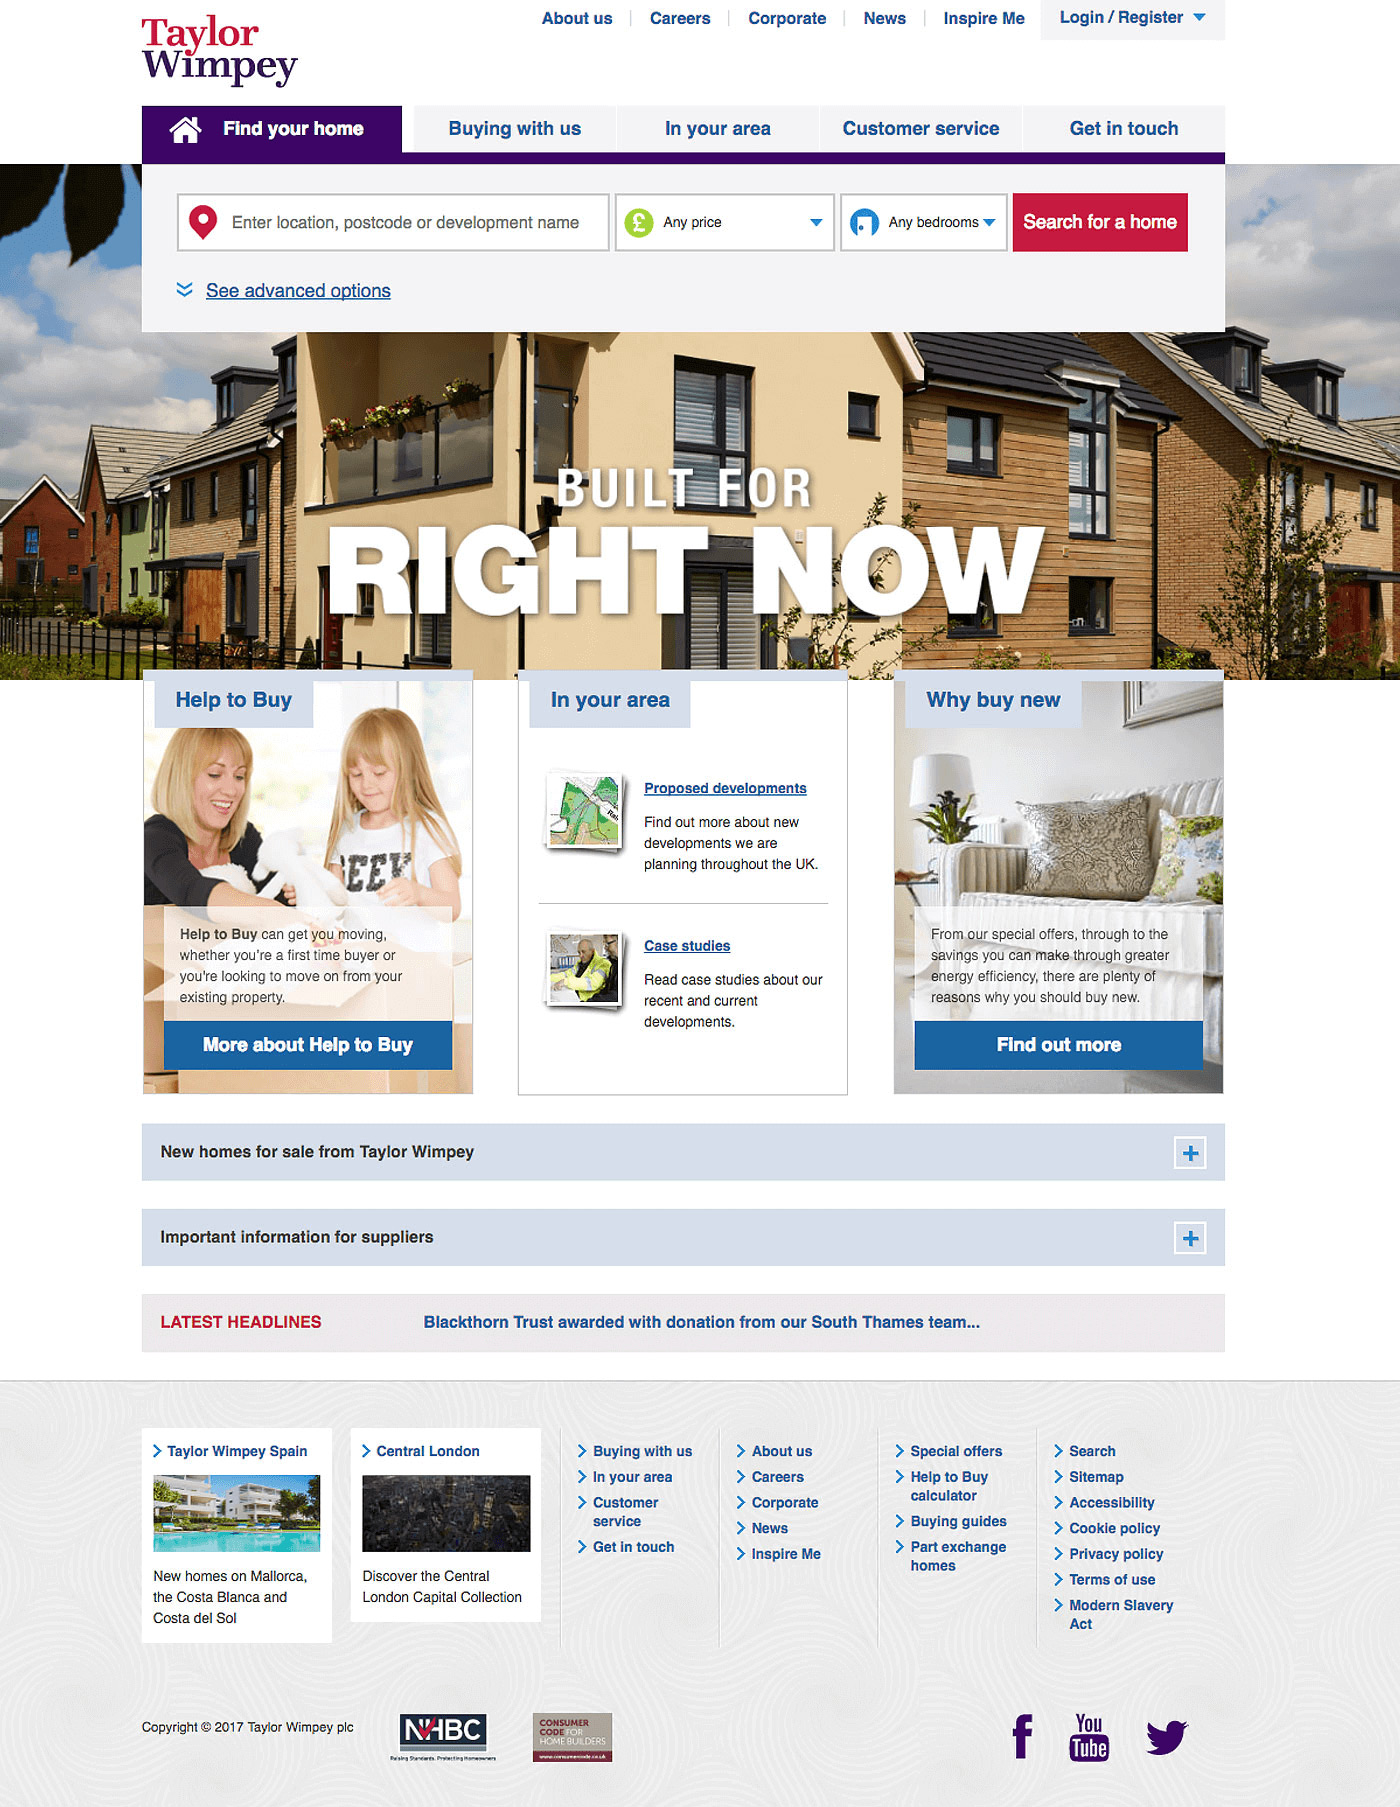 Taylor
Wimpey
About us
Careers
Corporate
News
Inspire Me
Login / Register
Find your home
Buying with us
In your area
Customer service
Get in touch
Enter location, postcode or development name
£
Any price
Any bedrooms
Search for a home
See advanced options
BUILT FOR
RIGHT NOW
Help to Buy
Help to Buy can get you moving,
whether you're a first time buyer or
you're looking to move on from your
existing property.
More about Help to Buy
In your area
Proposed developments
Find out more about new
developments we are
planning throughout the UK.
Case studies
Read case studies about our
recent and current
developments.
Why buy new
From our special offers, through to the
savings you can make through greater
energy efficiency, there are plenty of
reasons why you should buy new.
Find out more
New homes for sale from Taylor Wimpey
Important information for suppliers
LATEST HEADLINES
Blackthorn Trust awarded with donation from our South Thames team...
Taylor Wimpey Spain
New homes on Mallorca,
the Costa Blanca and
Costa del Sol
Central London
Discover the Central
London Capital Collection
Buying with us
In your area
Customer
service
Get in touch
About us
Careers
Corporate
News
Inspire Me
Special offers
Help to Buy
calculator
Buying guides
Part exchange
homes
Search
Sitemap
Accessibility
Cookie policy
Privacy policy
Terms of use
Modern Slavery
Act
Copyright © 2017 Taylor Wimpey plc
NHBC
Raising Standards. Protecting Homeowners
CONSUMER
CODE FOR
HOME BUILDERS
www.consumercode.co.uk
f
You
Tube